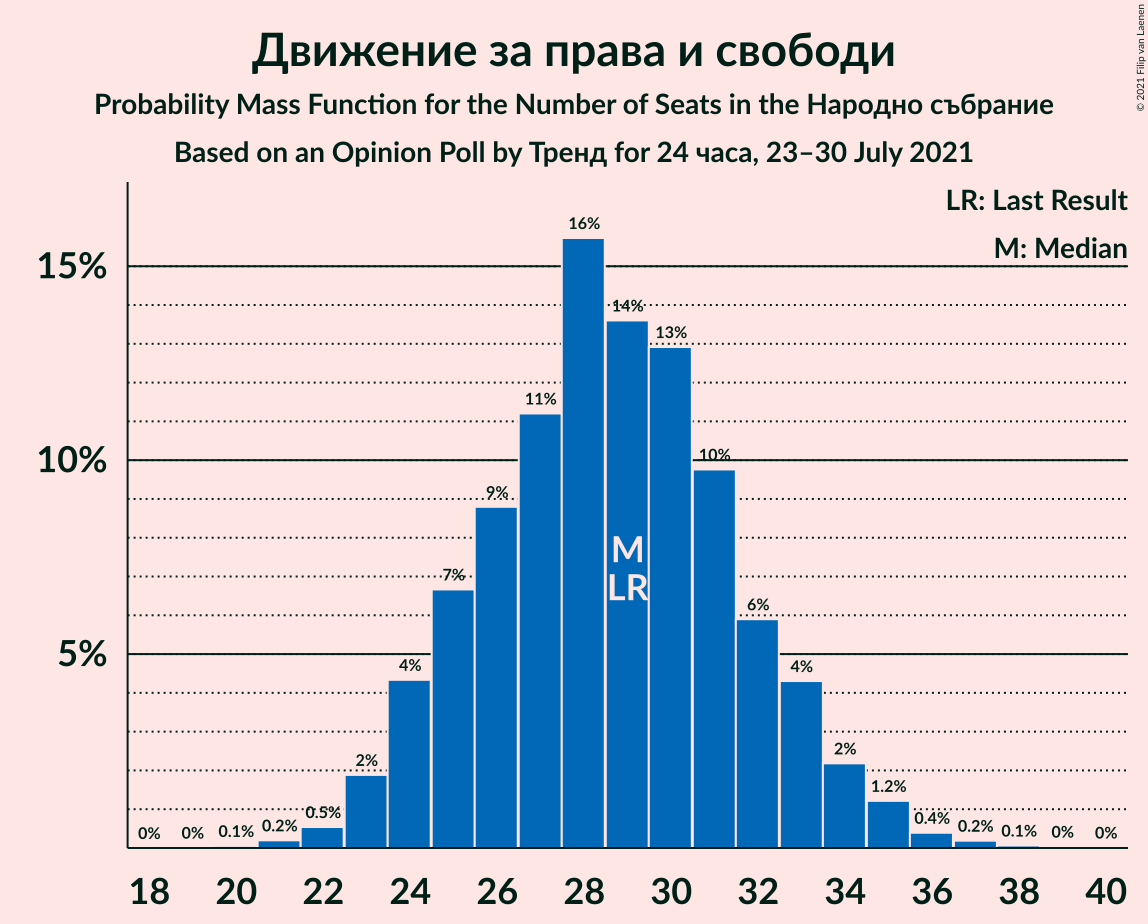 Движение за права и свободи
Probability Mass Function for the Number of Seats in the Народно събрание
Based on an Opinion Poll by Тренд for 24 часа, 23–30 July 2021
© 2021 Filip van Laenen
LR: Last Result
M: Median
15%
10%
5%
0% 0% 0.1% 0.2% 0.5% 2% 4% 7% 9% 11% 16% 14% 13% 10% 6% 4% 2% 1.2% 0.4% 0.2% 0.1% 0% 0%
M
LR
18 20 22 24 26 28 30 32 34 36 38 40